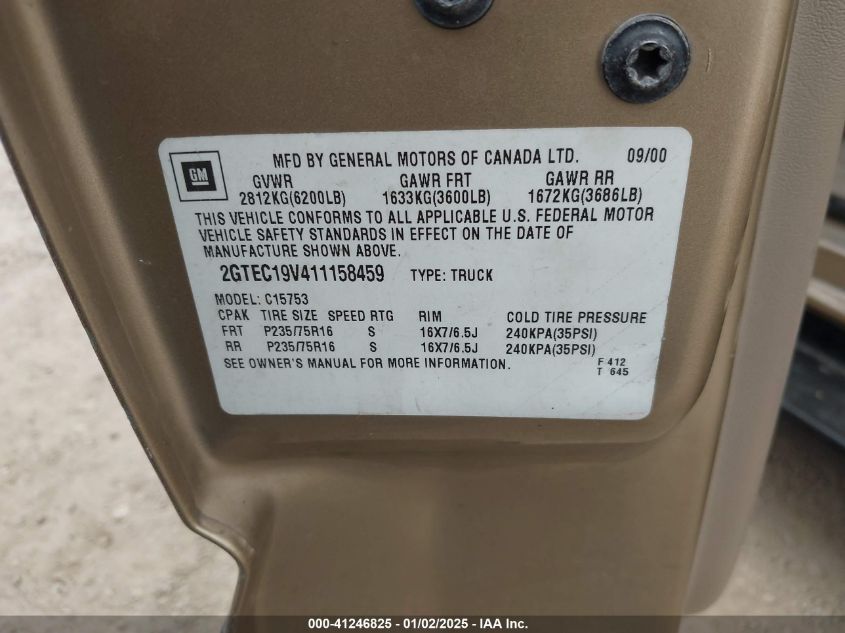 GM
MFD BY GENERAL MOTORS OF CANADA LTD. 09/00
GVWR GAWR FRT GAWR RR
2812KG(6200LB) 1633KG(3600LB) 1672KG(3686LB)
THIS VEHICLE CONFORMS TO ALL APPLICABLE U.S. FEDERAL MOTOR
VEHICLE SAFETY STANDARDS IN EFFECT ON THE DATE OF
MANUFACTURE SHOWN ABOVE.
2GTEC19V411158459 TYPE: TRUCK
MODEL: C15753
CPAK TIRE SIZE SPEED RTG RIM COLD TIRE PRESSURE
FRT P235/75R16 S 16X7/6.5J 240KPA(35PSI)
RR P235/75R16 S 16X7/6.5J 240KPA(35PSI)
SEE OWNER'S MANUAL FOR MORE INFORMATION. F 412
T 645
000-41246825 - 01/02/2025 - IAA Inc.